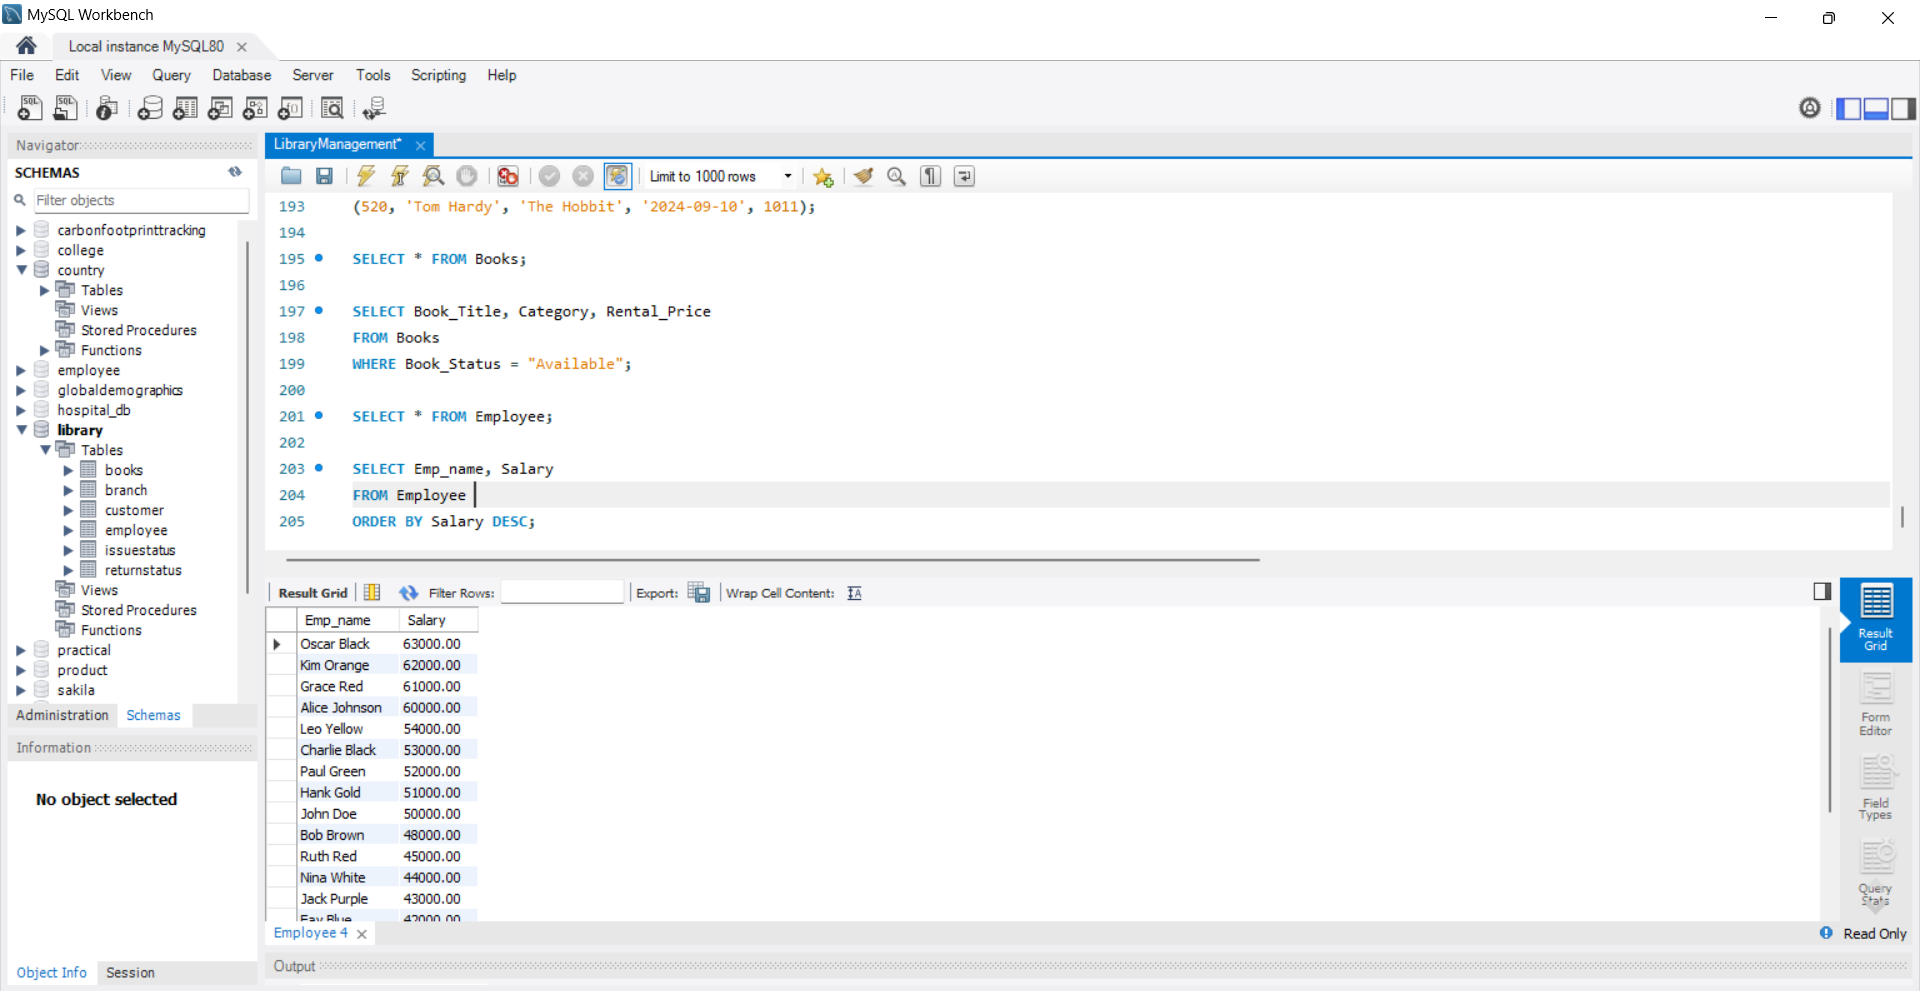 MySQL Workbench
Local instance MySQL80
File Edit View Query Database Server Tools Scripting Help
Navigator
SCHEMAS
Filter objects
carbonfootprinttracking
college
country
Tables
Views
Stored Procedures
Functions
employee
globaldemographics
hospital_db
library
Tables
books
branch
customer
employee
issuestatus
returnstatus
Views
Stored Procedures
Functions
practical
product
sakila
Administration Schemas
Information
No object selected
Object Info Session
LibraryManagement*
Limit to 1000 rows
193 (520, 'Tom Hardy', 'The Hobbit', '2024-09-10', 1011);
194
195 SELECT * FROM Books;
196
197 SELECT Book_Title, Category, Rental_Price
198 FROM Books
199 WHERE Book_Status = "Available";
200
201 SELECT * FROM Employee;
202
203 SELECT Emp_name, Salary
204 FROM Employee
205 ORDER BY Salary DESC;
Result Grid Filter Rows: Export: Wrap Cell Content:
Emp_name Salary
Oscar Black 63000.00
Kim Orange 62000.00
Grace Red 61000.00
Alice Johnson 60000.00
Leo Yellow 54000.00
Charlie Black 53000.00
Paul Green 52000.00
Hank Gold 51000.00
John Doe 50000.00
Bob Brown 48000.00
Ruth Red 45000.00
Nina White 44000.00
Jack Purple 43000.00
Fay Blue 42000.00
Result
Grid
Form
Editor
Field
Types
Query
Stats
Employee 4
Read Only
Output